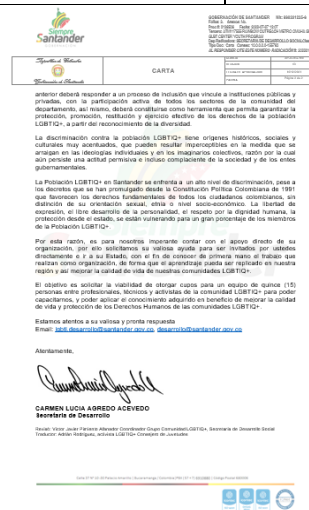 Siempre
Santander
GOBERNACIÓN DE SANTANDER
República de Colombia
Gobernación de Santander
CARTA
anterior deberá responder a un proceso de inclusión que vincule a instituciones públicas y
privadas, con la participación activa de todos los sectores de la comunidad del
departamento, así mismo, deberá constituirse como herramienta que permita garantizar la
protección, promoción, restitución y ejercicio efectivo de los derechos de la población
LGBTIQ+, a partir del reconocimiento de la diversidad.
La discriminación contra la población LGBTIQ+ tiene orígenes históricos, sociales y
culturales muy acentuados, que pueden resultar imperceptibles en la medida que se
arraigan en las ideologías individuales y en los imaginarios colectivos, razón por la cual
aún persiste una actitud permisiva e incluso complaciente de la sociedad y de los entes
gubernamentales.
La Población LGBTIQ+ en Santander se enfrenta a un alto nivel de discriminación, pese a
los decretos que se han promulgado desde la Constitución Política Colombiana de 1991
que favorecen los derechos fundamentales de todos los ciudadanos colombianos, sin
distinción de su orientación sexual, etnia o nivel socio-económico. La libertad de
expresión, el libre desarrollo de la personalidad, el respeto por la dignidad humana, la
protección desde el estado, se están vulnerando para un gran porcentaje de los miembros
de la Población LGBTIQ+.
Por esta razón, es para nosotros imperante contar con el apoyo directo de su
organización, por ello solicitamos su valiosa ayuda para ser invitados por ustedes
directamente o ir a su Estado, con el fin de conocer de primera mano el trabajo que
realizan como organización, de forma que el aprendizaje pueda ser replicado en nuestra
región y así mejorar la calidad de vida de nuestras comunidades LGBTIQ+.
El objetivo es solicitar la viabilidad de otorgar cupos para un equipo de quince (15)
personas entre profesionales, técnicos y activistas de la comunidad LGBTIQ+ para poder
capacitarnos, y poder aplicar el conocimiento adquirido en beneficio de mejorar la calidad
de vida y protección de los Derechos Humanos de las comunidades LGBTIQ+.
Estamos atentos a su valiosa y pronta respuesta
Email: lgbti.desarrollo@santander.gov.co, desarrollo@santander.gov.co
Atentamente,
CARMEN LUCIA AGREDO ACEVEDO
Secretaria de Desarrollo